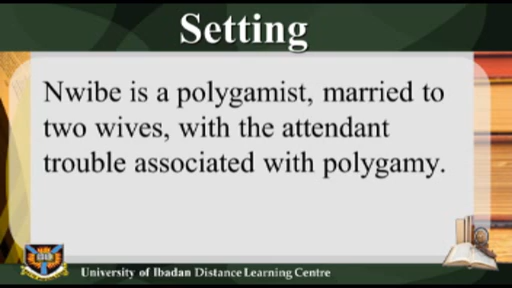 Setting
Nwibe is a polygamist, married to
two wives, with the attendant
trouble associated with polygamy.
University of Ibadan Distance Learning Centre